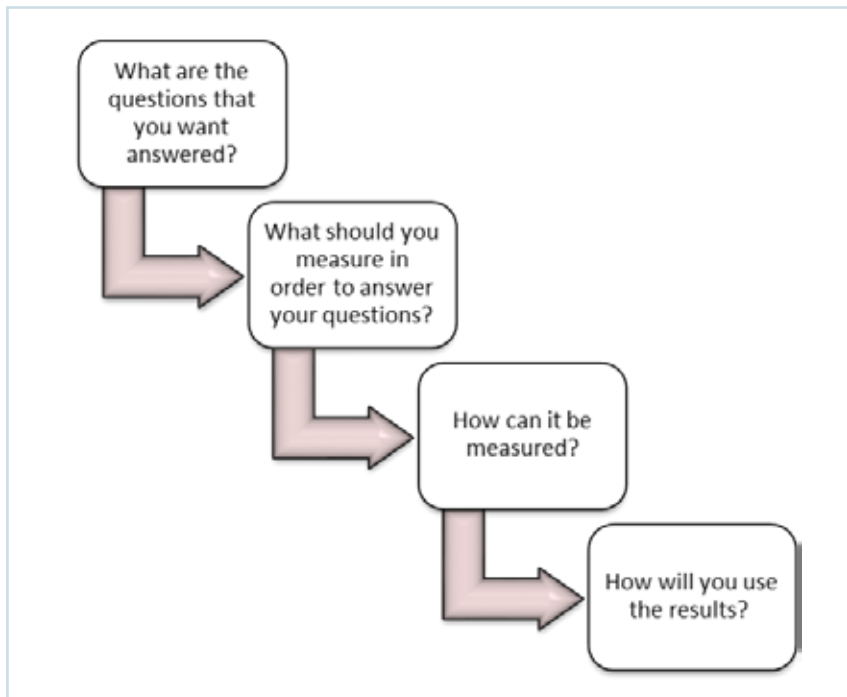 What are the
questions that
you want
answered?
What should you
measure in
order to answer
your questions?
How can it be
measured?
How will you use
the results?